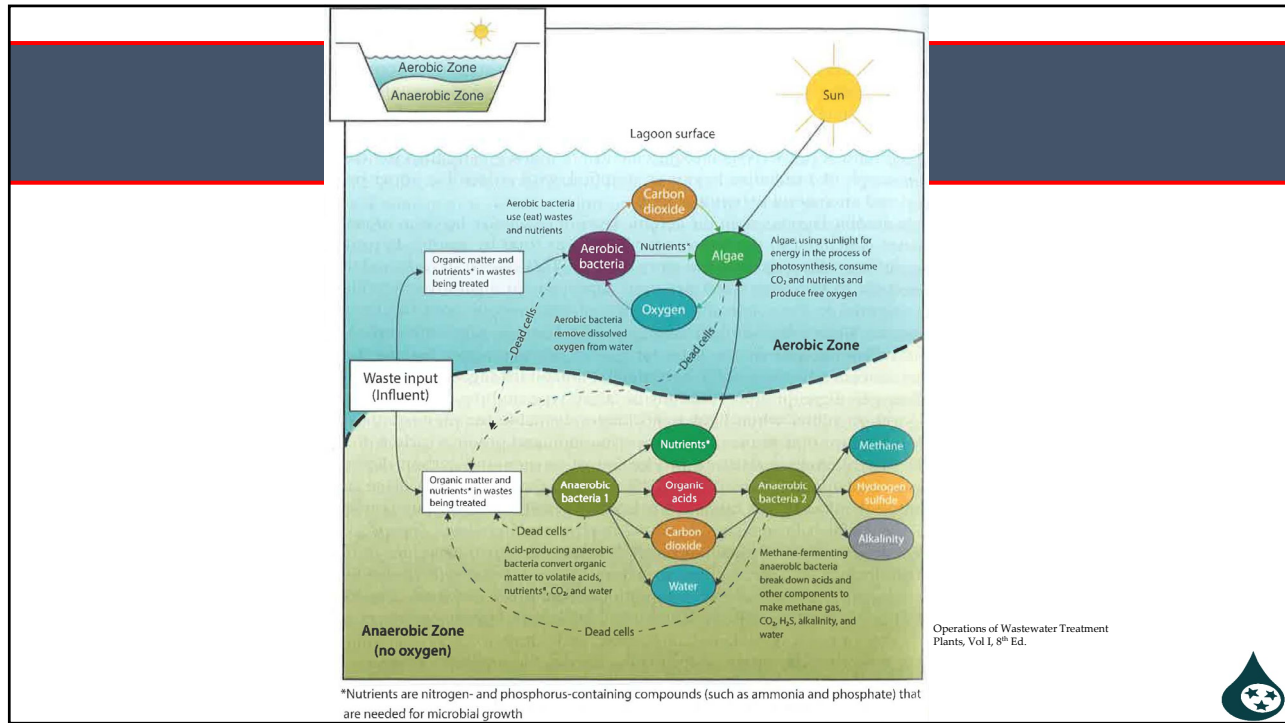 Aerobic Zone
Anaerobic Zone
Sun
Lagoon surface
Carbon
dioxide
Aerobic bacteria
use (eat) wastes
and nutrients
Aerobic
bacteria
Nutrients*
Algae
Algae, using sunlight for
energy in the process of
photosynthesis, consume
CO₂ and nutrients and
produce free oxygen
Organic matter and
nutrients* in wastes
being treated
Oxygen
Aerobic bacteria
remove dissolved
oxygen from water
Dead cells
Dead cells
Aerobic Zone
Waste input
(Influent)
Nutrients*
Methane
Organic matter and
nutrients* in wastes
being treated
Anaerobic
bacteria 1
Organic
acids
Anaerobic
bacteria 2
Hydrogen
sulfide
Dead cells
Carbon
dioxide
Alkalinity
Acid-producing anaerobic
bacteria convert organic
matter to volatile acids,
nutrients*, CO₂, and water
Water
Methane-fermenting
anaerobic bacteria
break down acids and
other components to
make methane gas,
CO₂, H₂S, alkalinity, and
water
Dead cells
Anaerobic Zone
(no oxygen)
Operations of Wastewater Treatment
Plants, Vol I, 8th Ed.
*Nutrients are nitrogen- and phosphorus-containing compounds (such as ammonia and phosphate) that
are needed for microbial growth